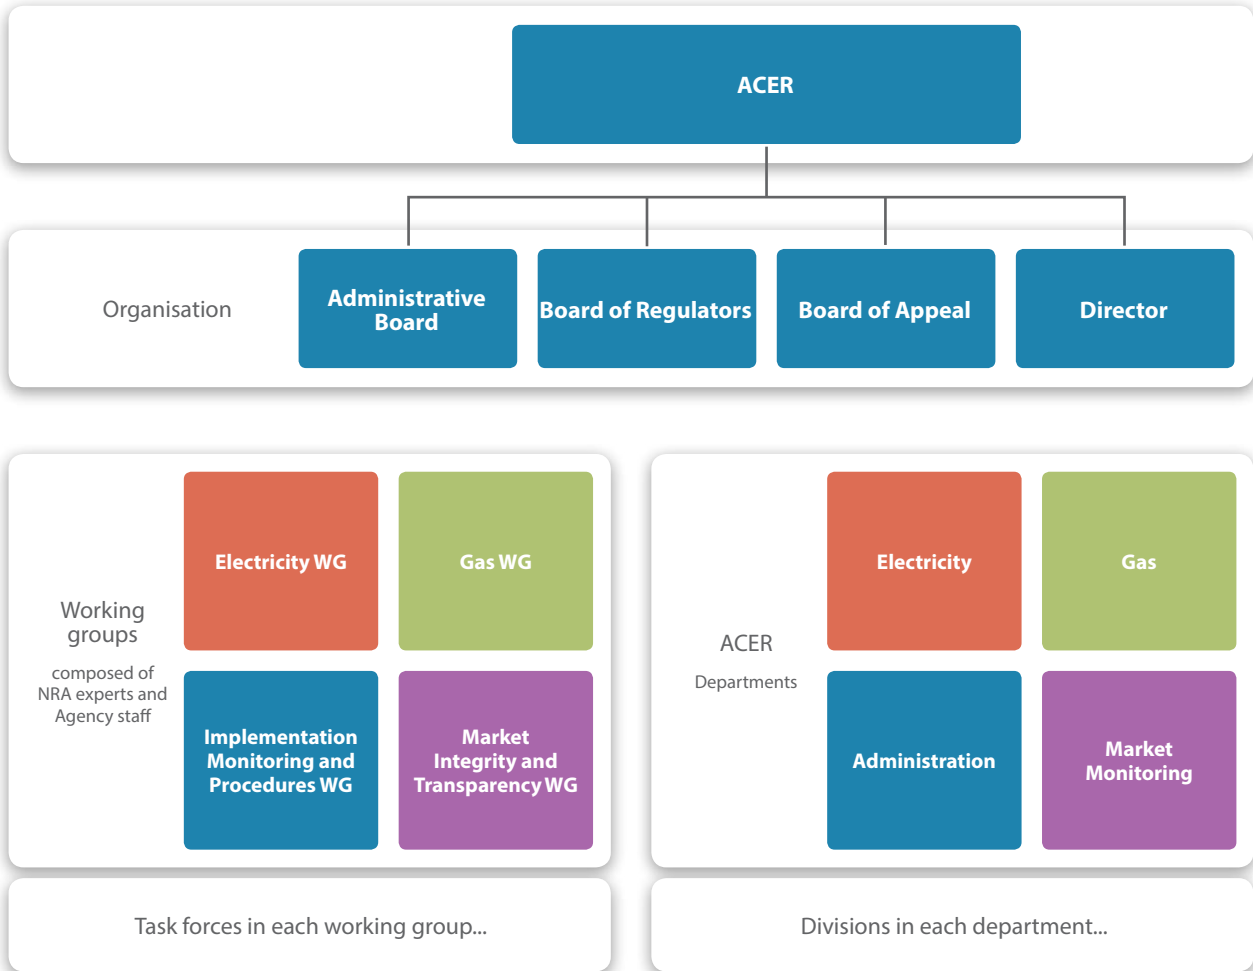 ACER
Organisation
Administrative
Board
Board of Regulators
Board of Appeal
Director
Working
groups
composed of
NRA experts and
Agency staff
Electricity WG
Gas WG
Implementation
Monitoring and
Procedures WG
Market
Integrity and
Transparency WG
Task forces in each working group...
ACER
Departments
Electricity
Gas
Administration
Market
Monitoring
Divisions in each department...